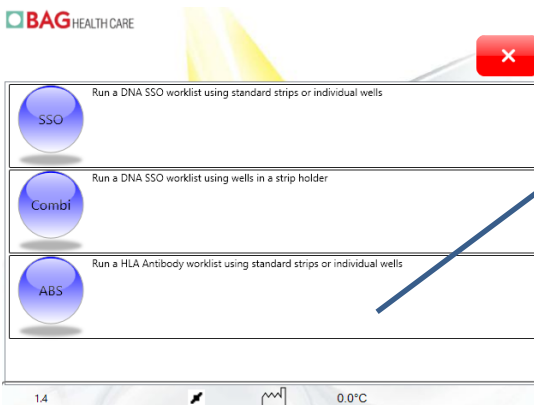 BAG HEALTH CARE
Run a DNA SSO worklist using standard strips or individual wells
SSO
Run a DNA SSO worklist using wells in a strip holder
Combi
Run a HLA Antibody worklist using standard strips or individual wells
ABS
1.4 0.0°C